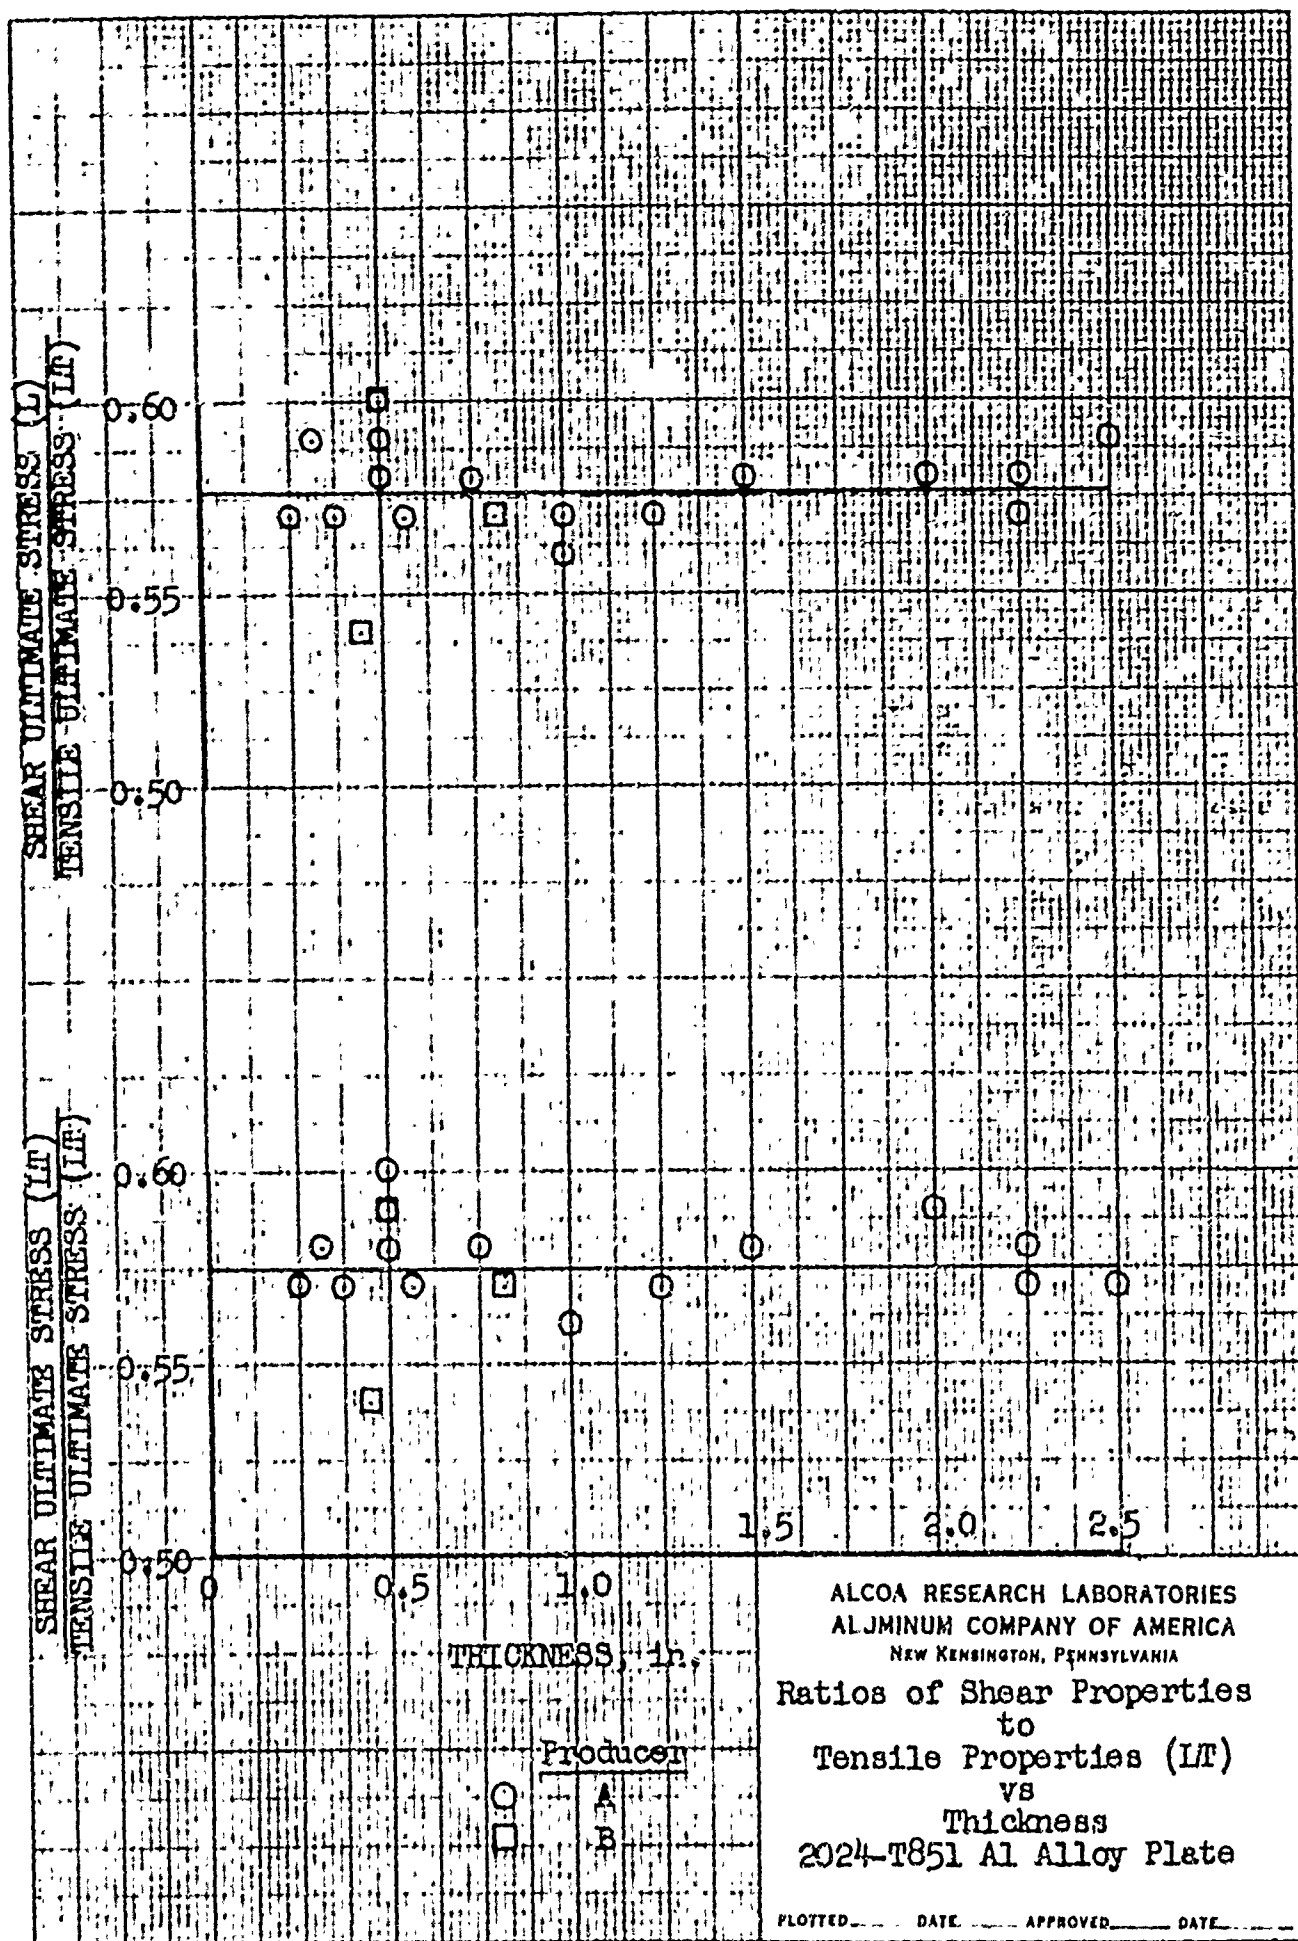 SHEAR ULTIMATE STRESS (L)
TENSILE ULTIMATE STRESS (LT)
0.60
0.55
0.50
SHEAR ULTIMATE STRESS (LT)
TENSILE ULTIMATE STRESS (LT)
0.60
0.55
0.50
0
0.5
1.0
1.5
2.0
2.5
THICKNESS, in.
Producer
A
B
ALCOA RESEARCH LABORATORIES
ALUMINUM COMPANY OF AMERICA
NEW KENSINGTON, PENNSYLVANIA
Ratios of Shear Properties
to
Tensile Properties (LT)
vs
Thickness
2024-T851 Al Alloy Plate
PLOTTED DATE APPROVED DATE